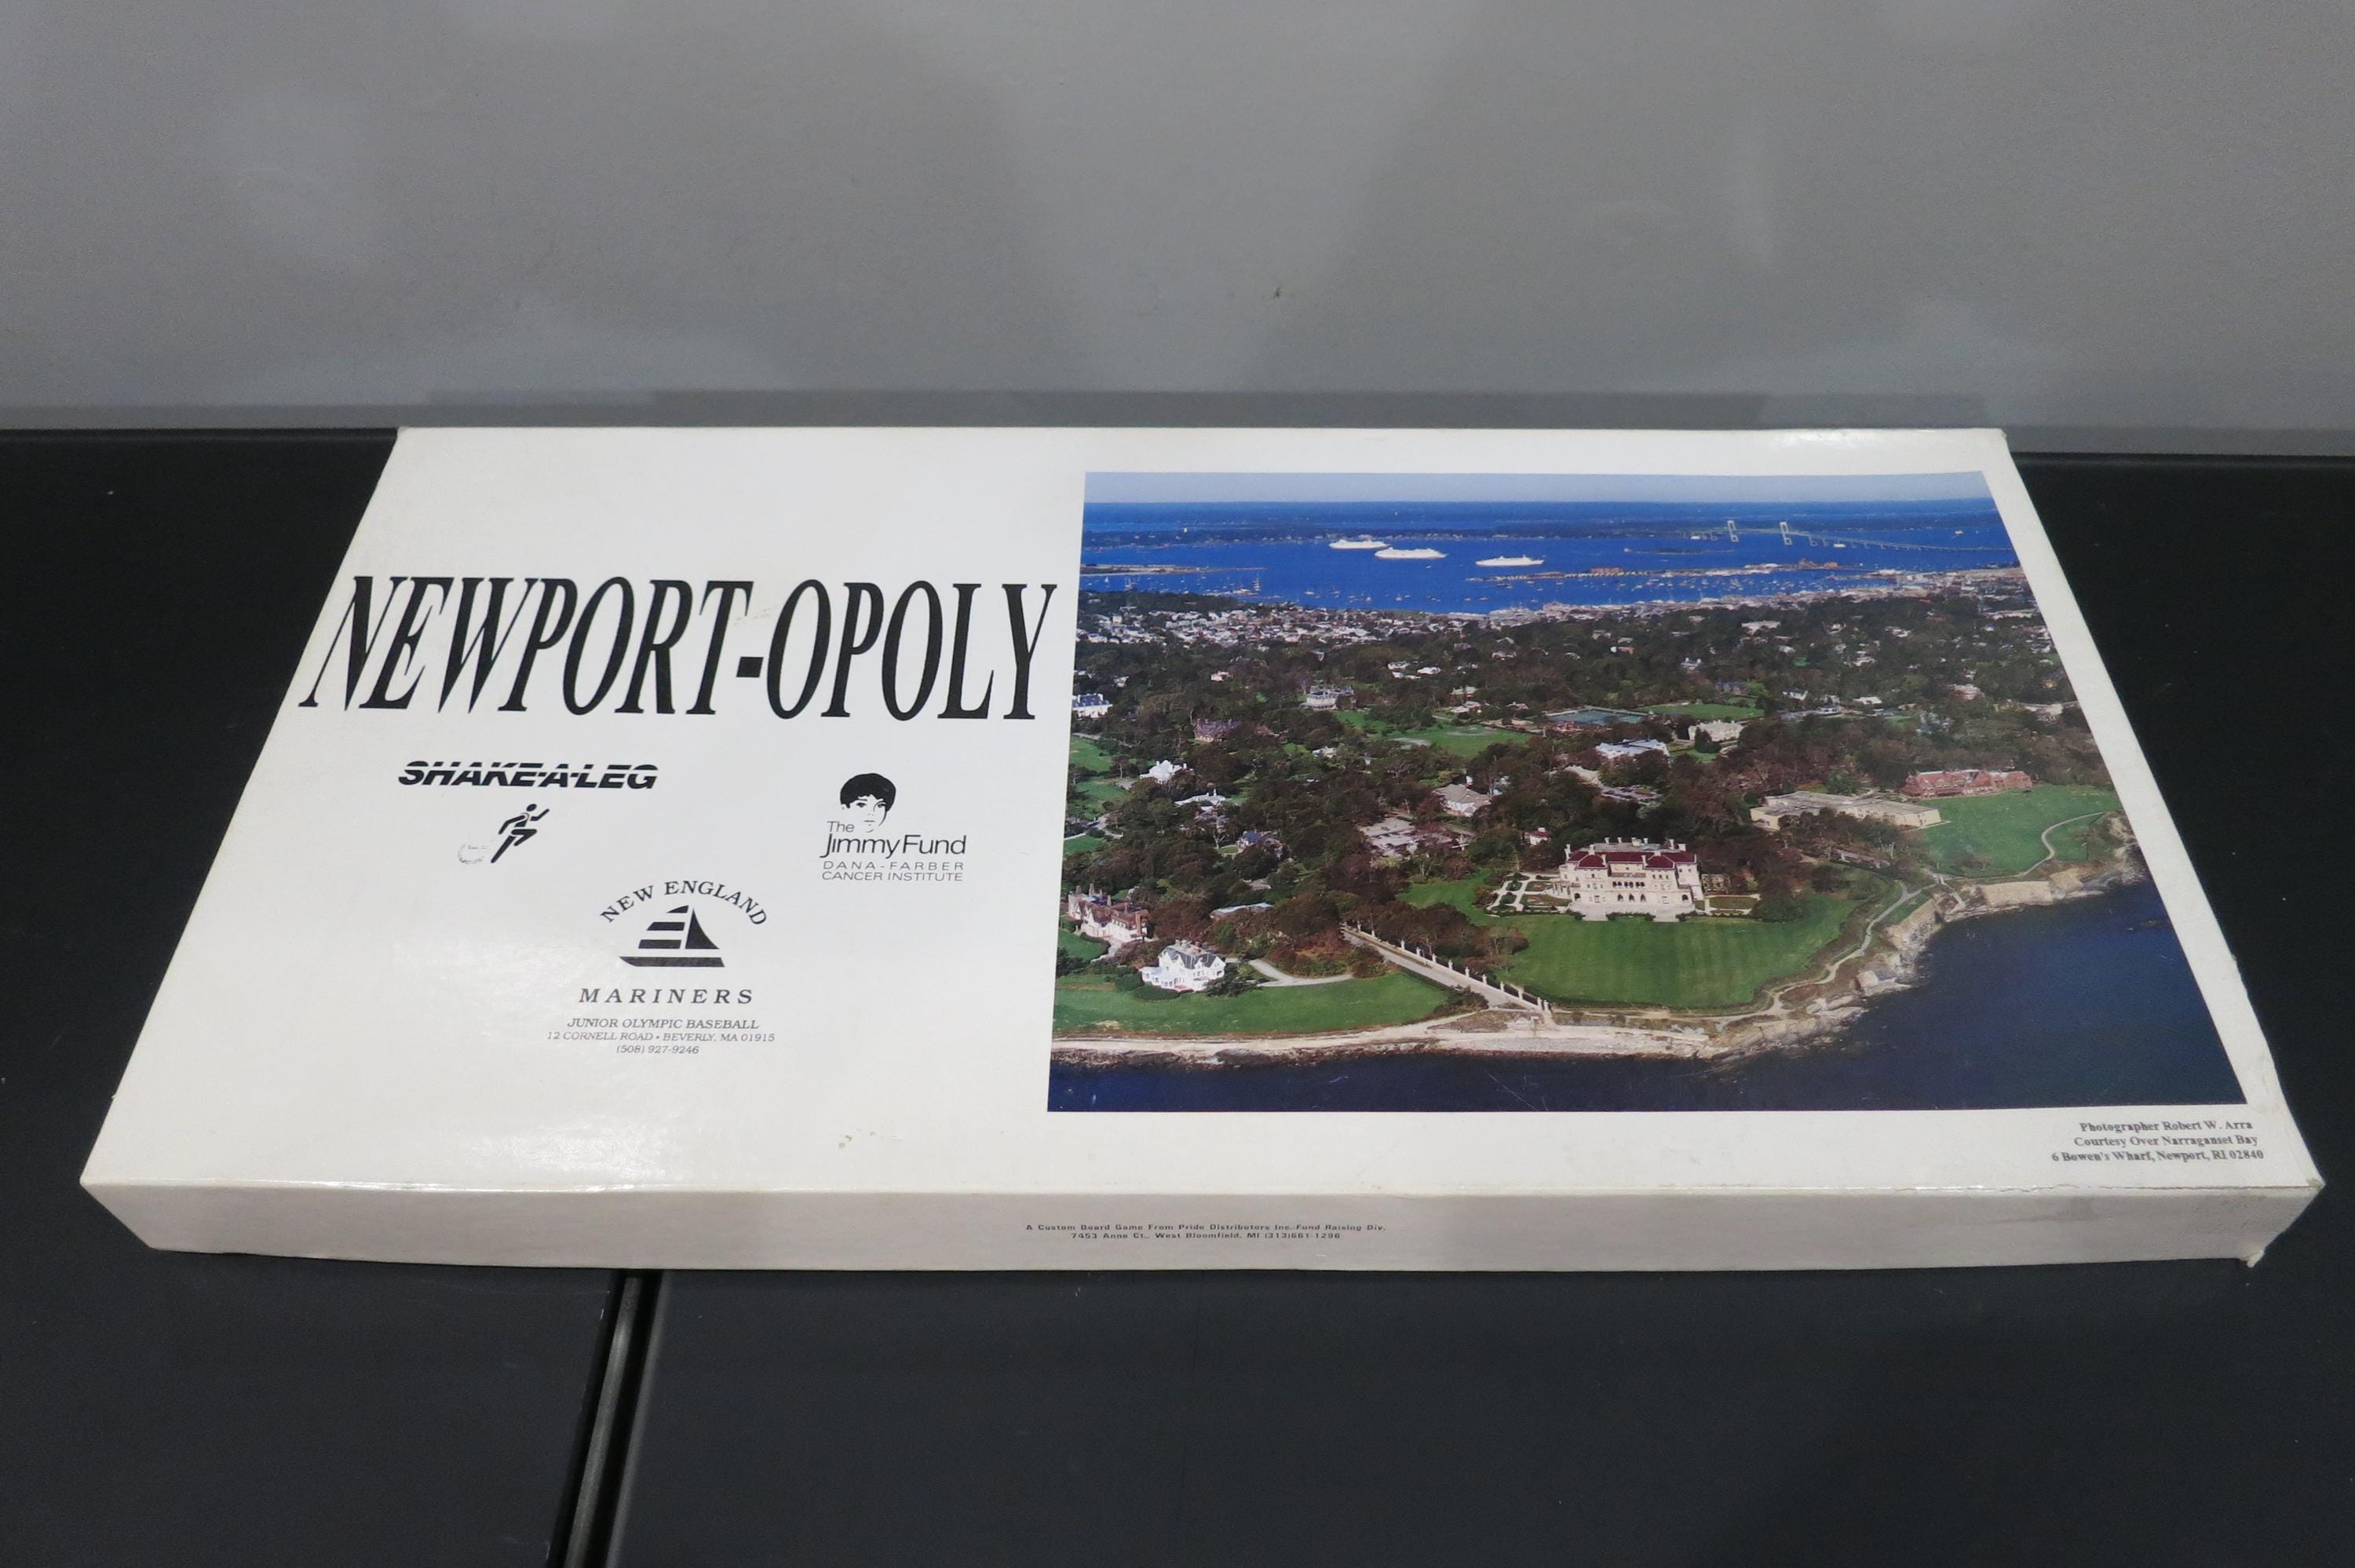 NEWPORT-OPOLY
SHAKE-A-LEG
The
Jimmy Fund
DANA-FARBER
CANCER INSTITUTE
NEW ENGLAND
MARINERS
JUNIOR OLYMPIC BASEBALL
12 CORNELL ROAD • BEVERLY, MA 01915
(508) 927-9246
Photographer Robert W. Arra
Courtesy Over Narraganset Bay
6 Bowen's Wharf, Newport, RI 02840
A Custom Board Game From Pride Distributors Inc. Fund Raising Div.
7453 Anne Ct., West Bloomfield, MI (313)661-1296